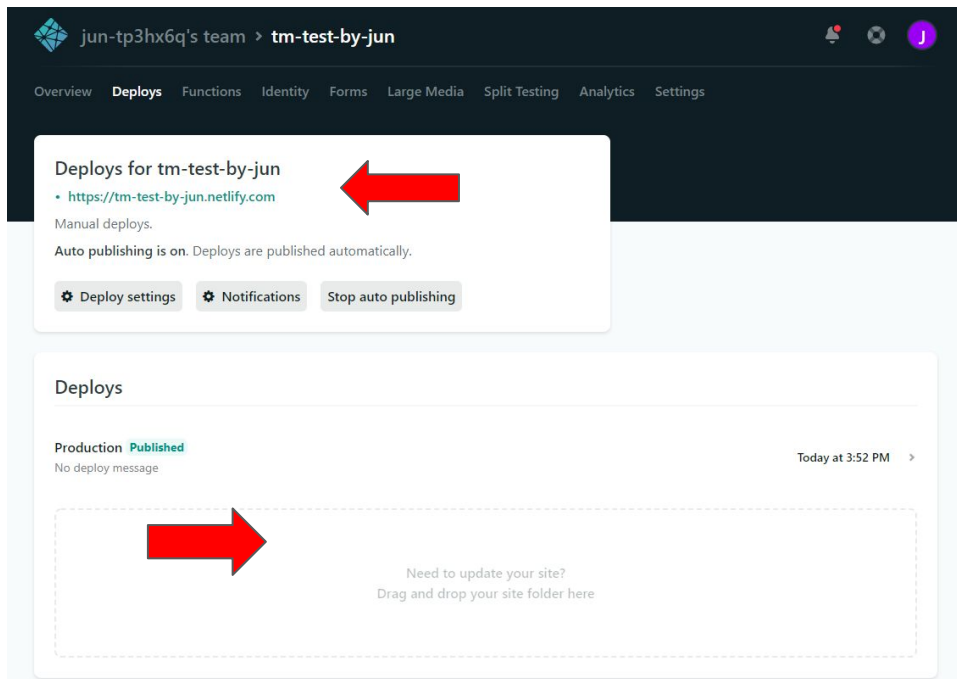 jun-tp3hx6q's team > tm-test-by-jun
J
Overview Deploys Functions Identity Forms Large Media Split Testing Analytics Settings
Deploys for tm-test-by-jun
• https://tm-test-by-jun.netlify.com
Manual deploys.
Auto publishing is on. Deploys are published automatically.
Deploy settings Notifications Stop auto publishing
Deploys
Production Published
No deploy message
Today at 3:52 PM >
Need to update your site?
Drag and drop your site folder here